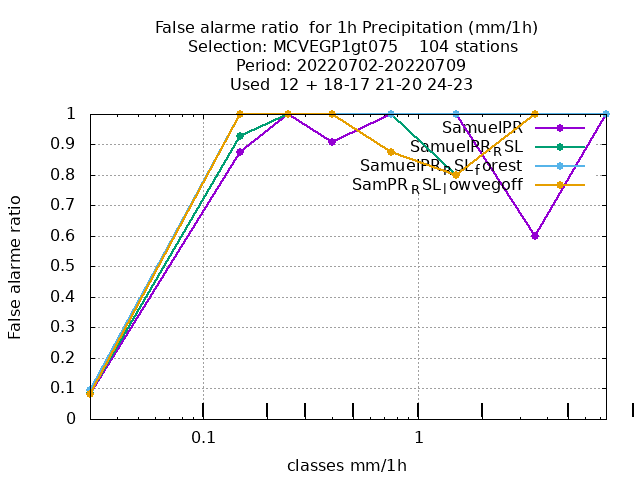 False alarme ratio  for 1h Precipitation (mm/1h)
Selection: MCVEGP1gt075    104 stations
Period: 20220702-20220709
Used  12 + 18-17 21-20 24-23
1
0.9
0.8
0.7
0.6
0.5
0.4
0.3
0.2
0.1
0
False alarme ratio
SamuelPR
SamuelPR_RSL
SamuelPR_RSL_forest
SamPR_RSL_lowvegoff
0.1
1
classes mm/1h